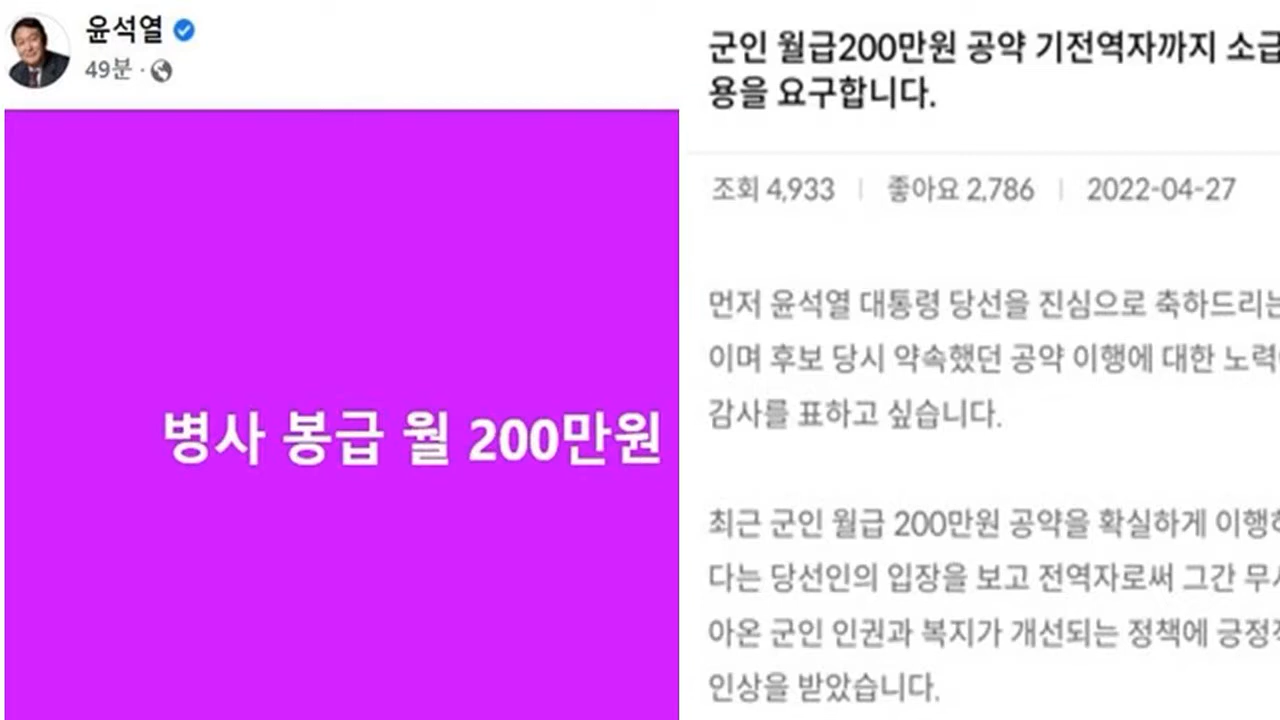 윤석열
49분 ·
병사 봉급 월 200만원
군인 월급200만원 공약 기전역자까지 소급
용을 요구합니다.
조회 4,933 | 좋아요 2,786 | 2022-04-27
먼저 윤석열 대통령 당선을 진심으로 축하드리는
이며 후보 당시 약속했던 공약 이행에 대한 노력
감사를 표하고 싶습니다.
최근 군인 월급 200만원 공약을 확실하게 이행
다는 당선인의 입장을 보고 전역자로써 그간 무
아온 군인 인권과 복지가 개선되는 정책에 긍정
인상을 받았습니다.